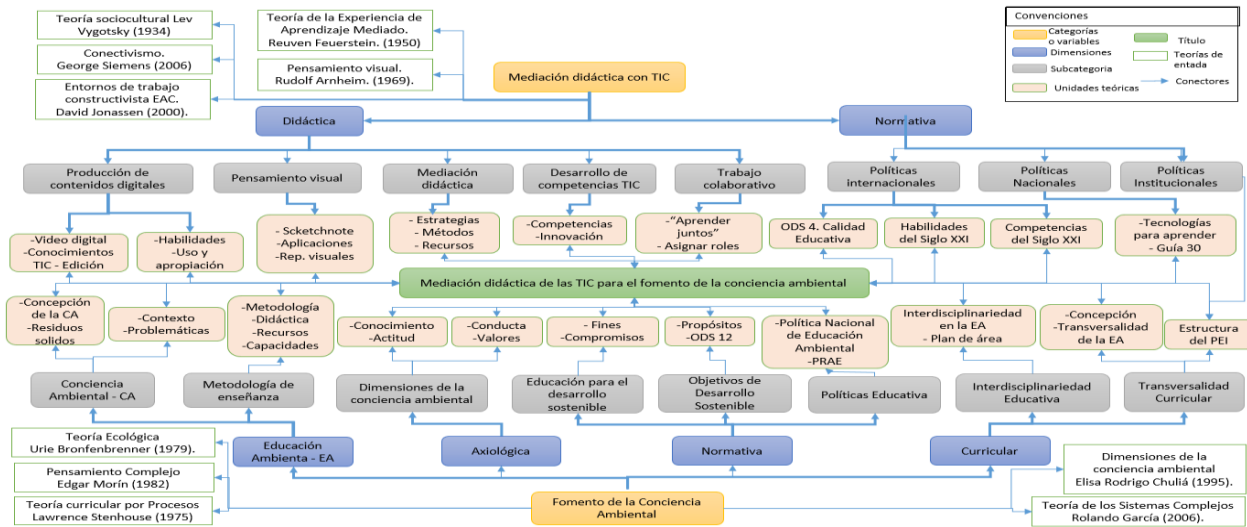 Teoría sociocultural Lev
Vygotsky (1934)
Conectivismo.
George Siemens (2006)
Entornos de trabajo
constructivista EAC.
David Jonassen (2000).
Teoría de la Experiencia de
Aprendizaje Mediado.
Reuven Feuerstein. (1950)
Pensamiento visual.
Rudolf Arnheim. (1969).
Mediación didáctica con TIC
Convenciones
Categorías
o variables
Dimensiones
Subcategoria
Unidades teóricas
Título
Teorías de
entada
Conectores
Didáctica
Normativa
Producción de
contenidos digitales
Pensamiento visual
Mediación
didáctica
Desarrollo de
competencias TIC
Trabajo
colaborativo
Políticas
internacionales
Políticas
Nacionales
Políticas
Institucionales
-Video digital
-Conocimientos
TIC - Edición
-Habilidades
-Uso y
apropiación
- Scketchnote
-Aplicaciones
-Rep. visuales
- Estrategias
- Métodos
- Recursos
-Competencias
-Innovación
-"Aprender
juntos"
- Asignar roles
ODS 4. Calidad
Educativa
Habilidades
del Siglo XXI
Competencias
del Siglo XXI
-Tecnologías
para aprender
- Guía 30
Mediación didáctica de las TIC para el fomento de la conciencia ambiental
-Concepción
de la CA
-Residuos
solidos
-Contexto
-Problemáticas
-Metodología
-Didáctica
-Recursos
-Capacidades
-Conocimiento
-Actitud
-Conducta
-Valores
- Fines
-Compromisos
-Propósitos
-ODS 12
-Política Nacional
de Educación
Ambiental
-PRAE
Interdisciplinariedad
en la EA
- Plan de área
-Concepción
-Transversalidad
de la EA
Estructura
del PEI
Conciencia
Ambiental - CA
Metodología de
enseñanza
Dimensiones de la
conciencia ambiental
Educación para el
desarrollo
sostenible
Objetivos de
Desarrollo
Sostenible
Políticas Educativa
Interdisciplinariedad
Educativa
Transversalidad
Curricular
Educación
Ambienta - EA
Axiológica
Normativa
Curricular
Teoría Ecológica
Urie Bronfenbrenner (1979).
Pensamiento Complejo
Edgar Morín (1982)
Teoría curricular por Procesos
Lawrence Stenhouse (1975)
Fomento de la Conciencia
Ambiental
Dimensiones de la
conciencia ambiental
Elisa Rodrigo Chuliá (1995).
Teoría de los Sistemas Complejos
Rolando García (2006).